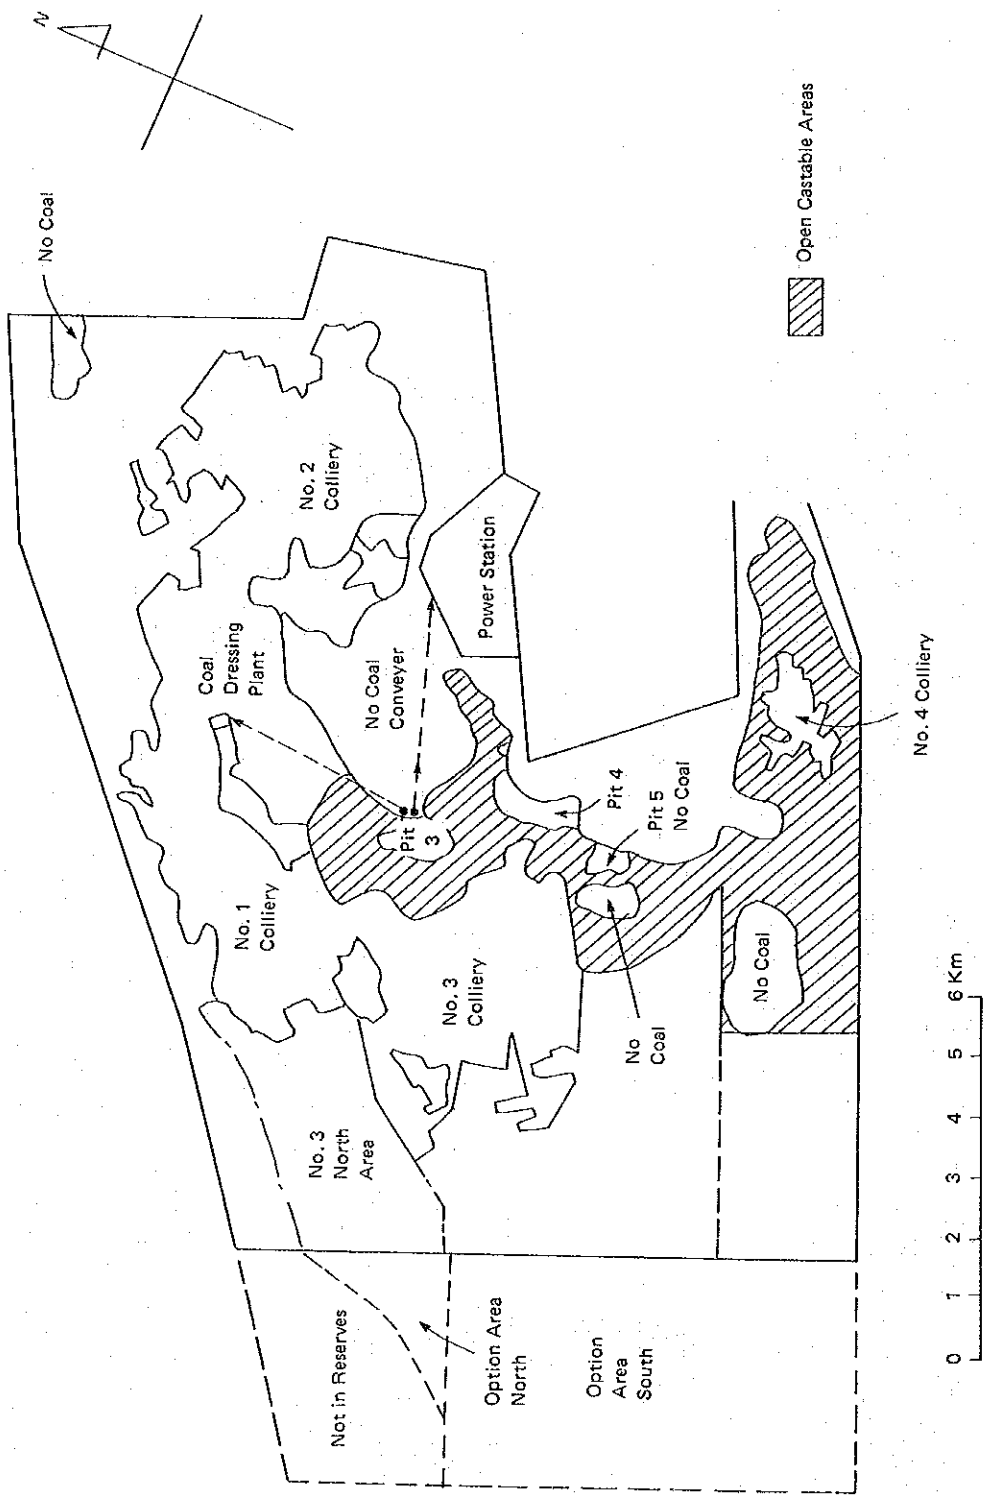 N
No Coal
No. 2
Colliery
Coal
Dressing
Plant
No Coal
Conveyer
Power Station
Open Castable Areas
No. 1
Colliery
Pit
3
Pit 4
Pit 5
No Coal
No. 4 Colliery
No. 3
Colliery
No
Coal
No Coal
No. 3
North
Area
Not in Reserves
Option Area
North
Option
Area
South
0 1 2 3 4 5 6 Km